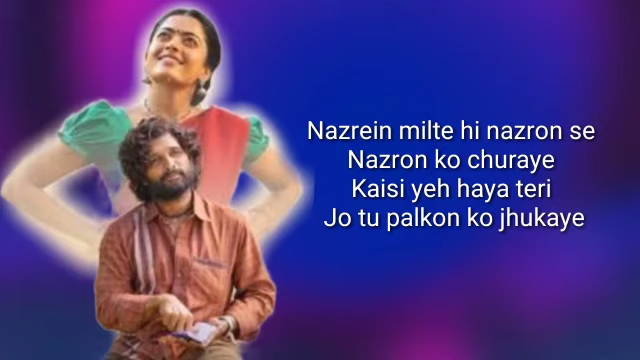 Nazrein milte hi nazron se
Nazron ko churaye
Kaisi yeh haya teri
Jo tu palkon ko jhukaye